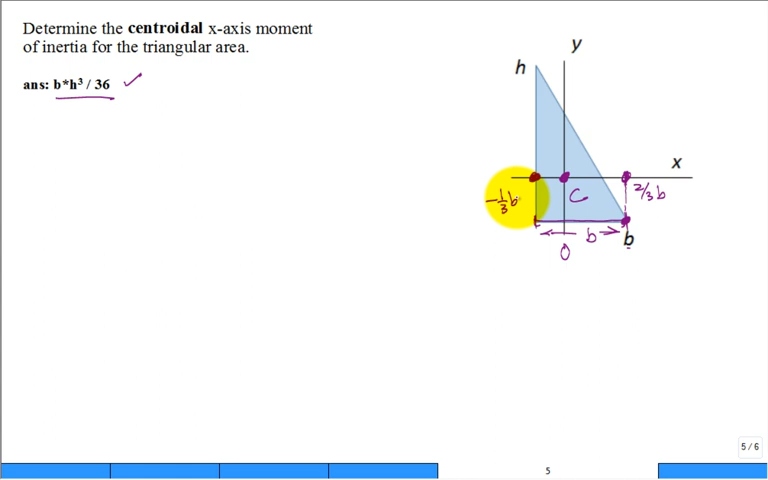 Determine the centroidal x-axis moment
of inertia for the triangular area.
ans: b*h³ / 36 ✓
y
h
x
-1/3 b
C
2/3 b
b
b
0
5 / 6
5